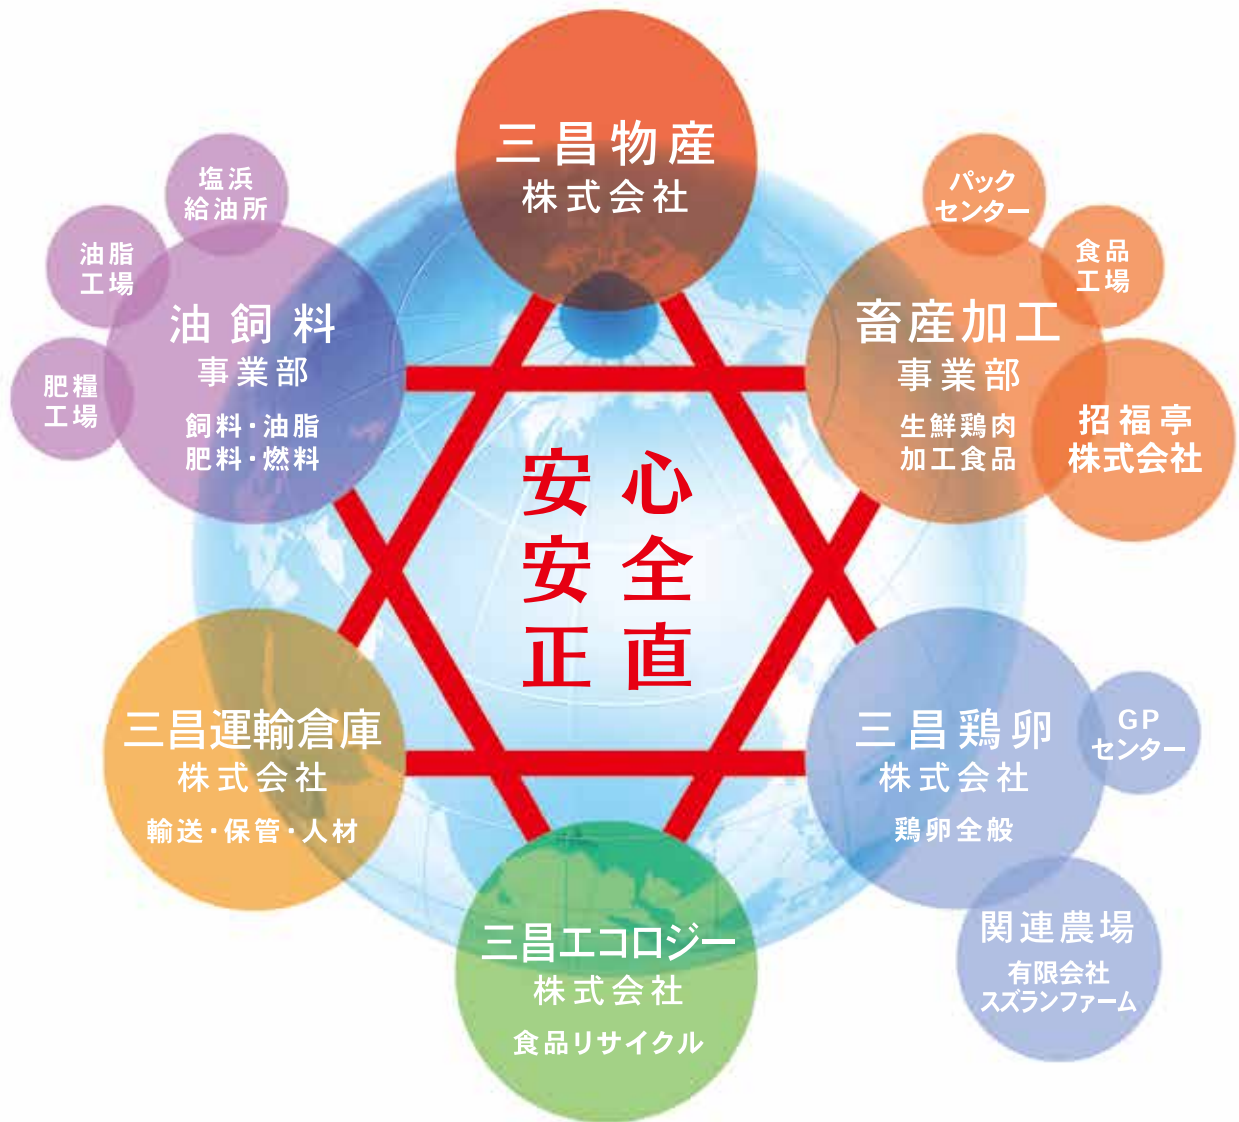 三昌物産
株式会社
塩浜
給油所
油脂
工場
肥糧
工場
油飼料
事業部
飼料・油脂
肥料・燃料
パック
センター
食品
工場
畜産加工
事業部
生鮮鶏肉
加工食品
招福亭
株式会社
安心
安全
正直
三昌運輸倉庫
株式会社
輸送・保管・人材
三昌鶏卵
株式会社
鶏卵全般
GP
センター
関連農場
有限会社
スズランファーム
三昌エコロジー
株式会社
食品リサイクル